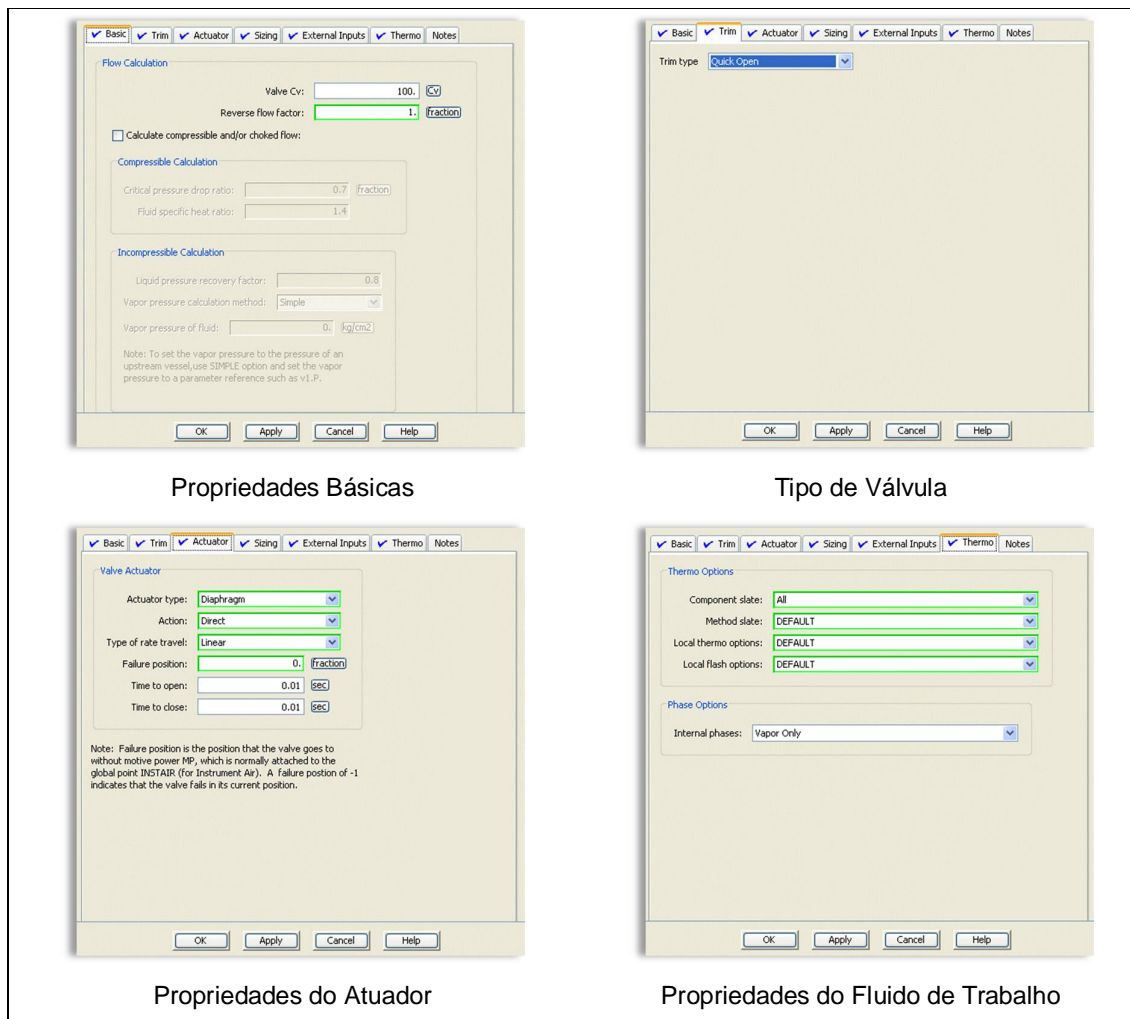 Basic Trim Actuator Sizing External Inputs Thermo Notes
Flow Calculation
Valve Cv: 100. Cv
Reverse flow factor: 1. fraction
Calculate compressible and/or choked flow:
Compressible Calculation
Critical pressure drop ratio: 0.7 fraction
Fluid specific heat ratio: 1.4
Incompressible Calculation
Liquid pressure recovery factor: 0.8
Vapor pressure calculation method: Simple
Vapor pressure of fluid: 0. kg/cm2
Note: To set the vapor pressure to the pressure of an
upstream vessel,use SIMPLE option and set the vapor
pressure to a parameter reference such as v1.P.
OK Apply Cancel Help
Propriedades Básicas
Basic Trim Actuator Sizing External Inputs Thermo Notes
Trim type Quick Open
OK Apply Cancel Help
Tipo de Válvula
Basic Trim Actuator Sizing External Inputs Thermo Notes
Valve Actuator
Actuator type: Diaphragm
Action: Direct
Type of rate travel: Linear
Failure position: 0. fraction
Time to open: 0.01 sec
Time to close: 0.01 sec
Note: Failure position is the position that the valve goes to
without motive power MP, which is normally attached to the
global point INSTAIR (for Instrument Air). A failure postion of -1
indicates that the valve fails in its current position.
OK Apply Cancel Help
Propriedades do Atuador
Basic Trim Actuator Sizing External Inputs Thermo Notes
Thermo Options
Component slate: All
Method slate: DEFAULT
Local thermo options: DEFAULT
Local flash options: DEFAULT
Phase Options
Internal phases: Vapor Only
OK Apply Cancel Help
Propriedades do Fluido de Trabalho